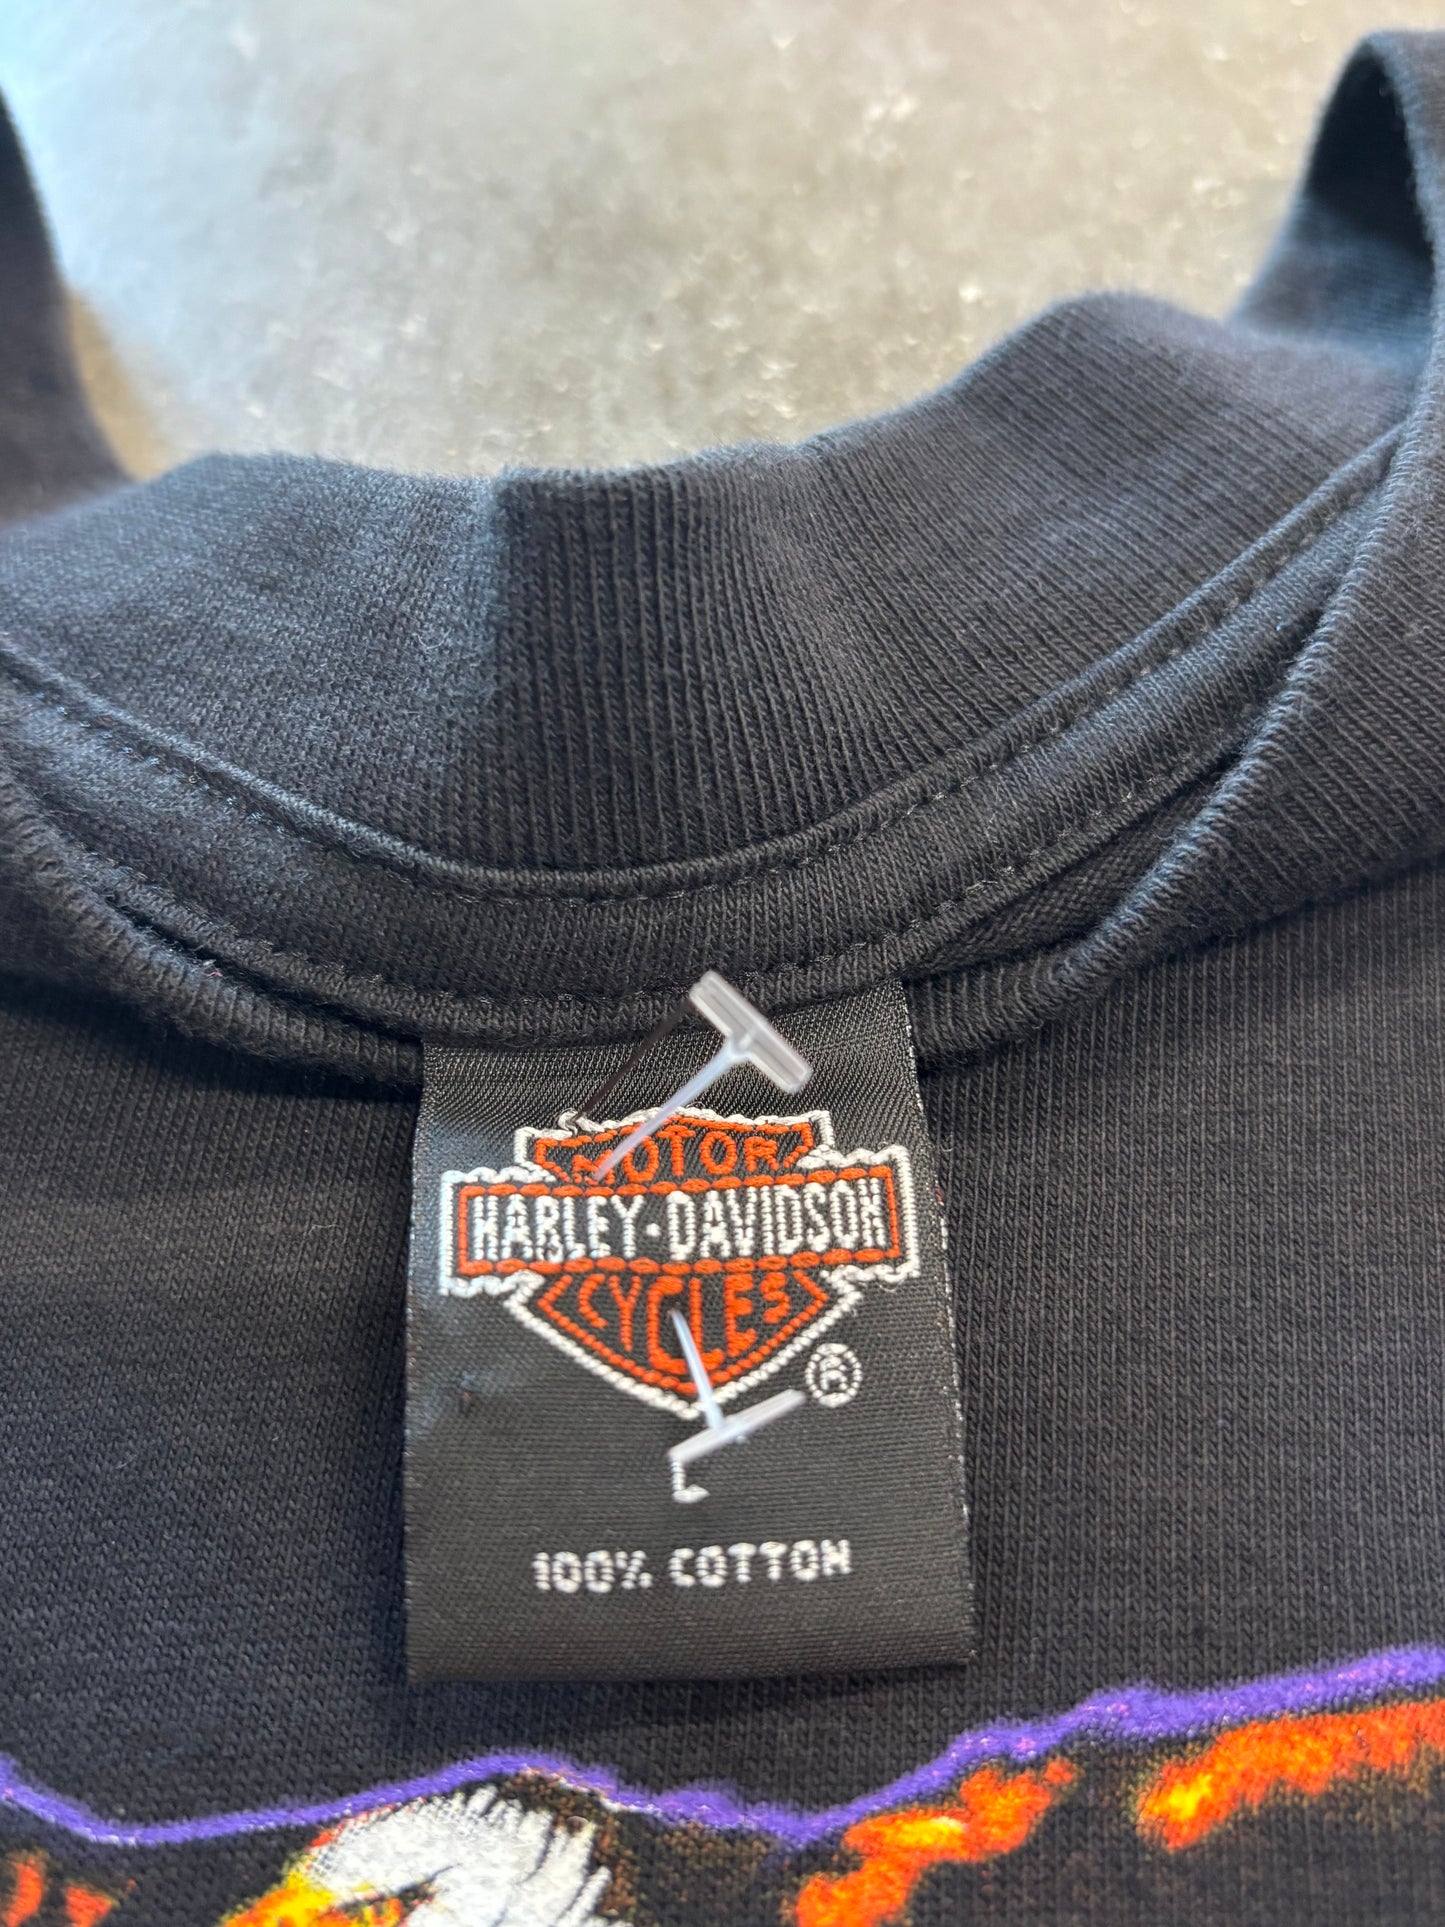 MOTOR
HARLEY-DAVIDSON
CYCLES
®
L
100% COTTON